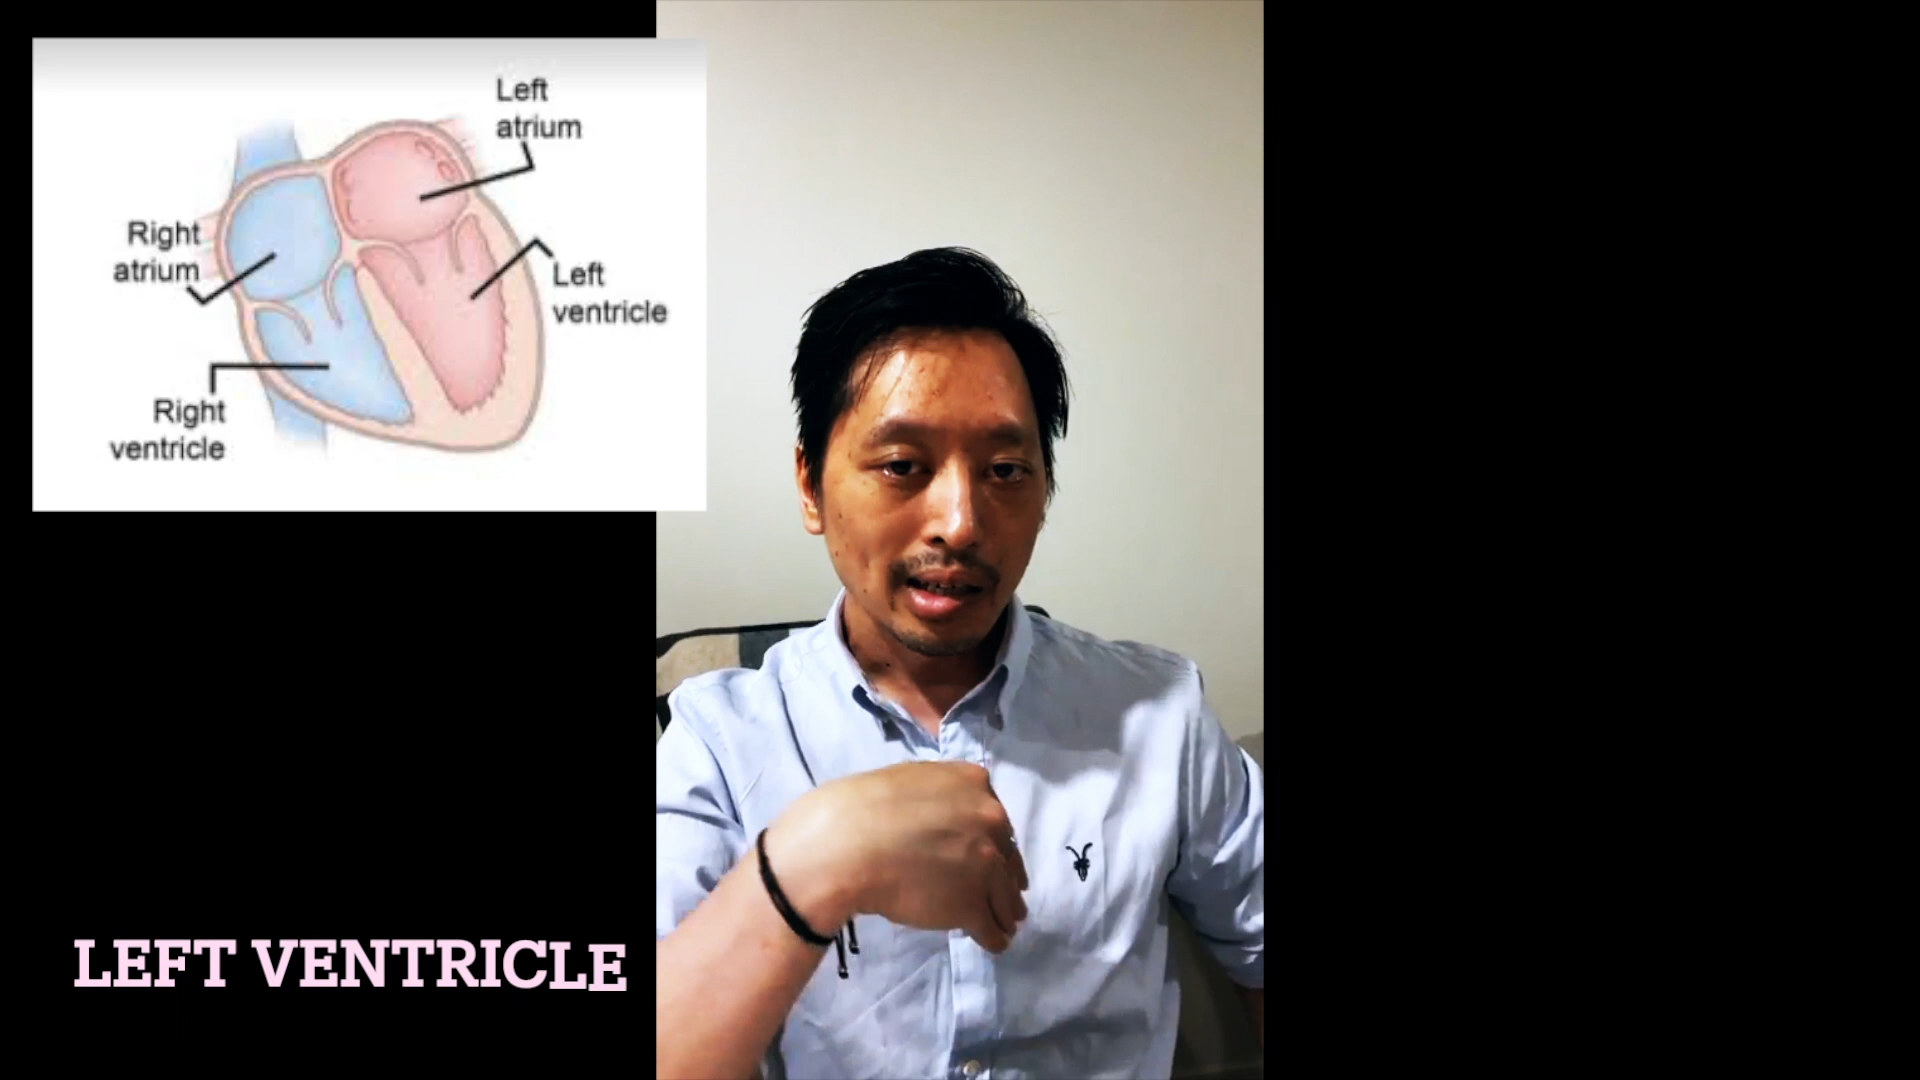 Left
atrium
Right
atrium
Left
ventricle
Right
ventricle
LEFT VENTRICLE